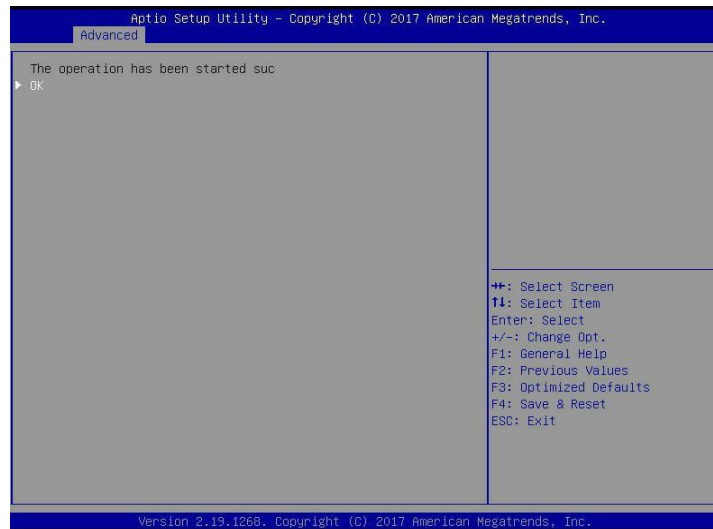 Aptio Setup Utility – Copyright (C) 2017 American Megatrends, Inc.
Advanced
The operation has been started suc
▶ OK
→←: Select Screen
↑↓: Select Item
Enter: Select
+/-: Change Opt.
F1: General Help
F2: Previous Values
F3: Optimized Defaults
F4: Save & Reset
ESC: Exit
Version 2.19.1268. Copyright (C) 2017 American Megatrends, Inc.